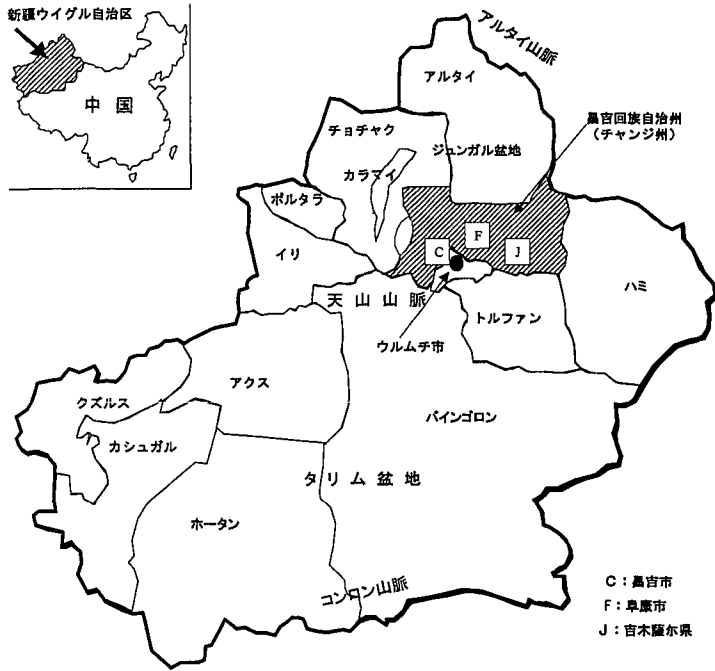 新疆ウイグル自治区
中国
アルタイ山脈
アルタイ
昌吉回族自治州
(チャンジ州)
チョチャク
ジュンガル盆地
カラマイ
ボルタラ
イリ
F
C
J
ハミ
天山山脈
トルファン
ウルムチ市
アクス
クズルス
バインゴロン
カシュガル
タリム盆地
ホータン
コンロン山脈
C:昌吉市
F:阜康市
J:吉木薩尔県